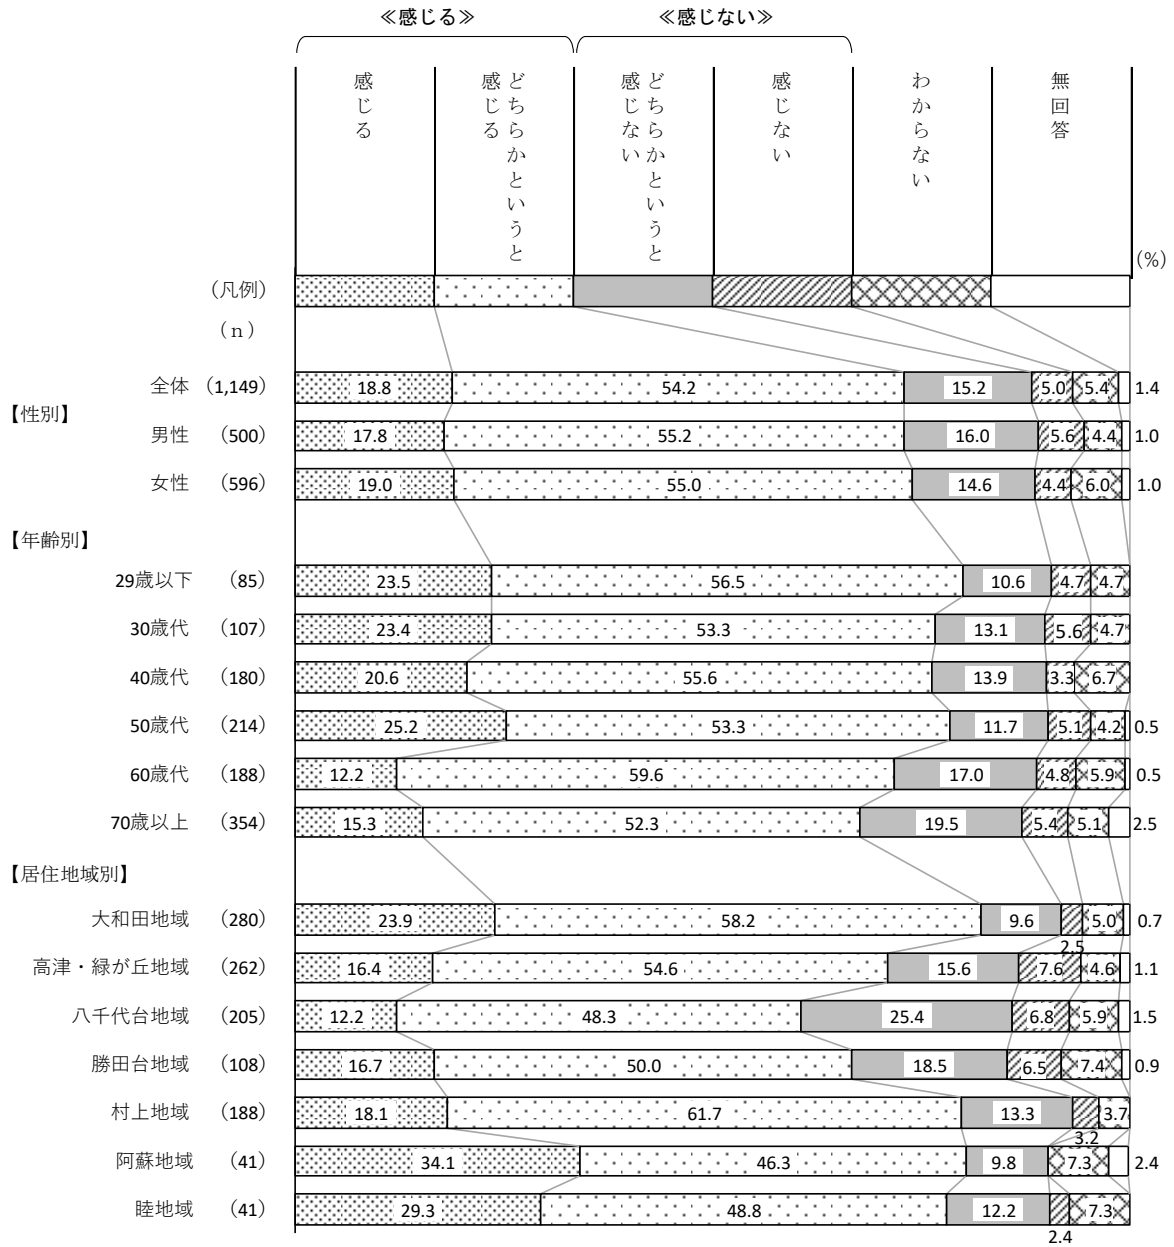 ≪感じる≫ ≪感じない≫
感じる
どちらかというと
感じる
どちらかというと
感じない
感じない
わからない
無回答
(%)
(凡例)
(n)
全体 (1,149) 18.8 54.2 15.2 5.0 5.4 1.4
【性別】
男性 (500) 17.8 55.2 16.0 5.6 4.4 1.0
女性 (596) 19.0 55.0 14.6 4.4 6.0 1.0
【年齢別】
29歳以下 (85) 23.5 56.5 10.6 4.7 4.7
30歳代 (107) 23.4 53.3 13.1 5.6 4.7
40歳代 (180) 20.6 55.6 13.9 3.3 6.7
50歳代 (214) 25.2 53.3 11.7 5.1 4.2 0.5
60歳代 (188) 12.2 59.6 17.0 4.8 5.9 0.5
70歳以上 (354) 15.3 52.3 19.5 5.4 5.1 2.5
【居住地域別】
大和田地域 (280) 23.9 58.2 9.6 2.5 5.0 0.7
高津・緑が丘地域 (262) 16.4 54.6 15.6 7.6 4.6 1.1
八千代台地域 (205) 12.2 48.3 25.4 6.8 5.9 1.5
勝田台地域 (108) 16.7 50.0 18.5 6.5 7.4 0.9
村上地域 (188) 18.1 61.7 13.3 3.2 3.7
阿蘇地域 (41) 34.1 46.3 9.8 7.3 2.4
睦地域 (41) 29.3 48.8 12.2 2.4 7.3